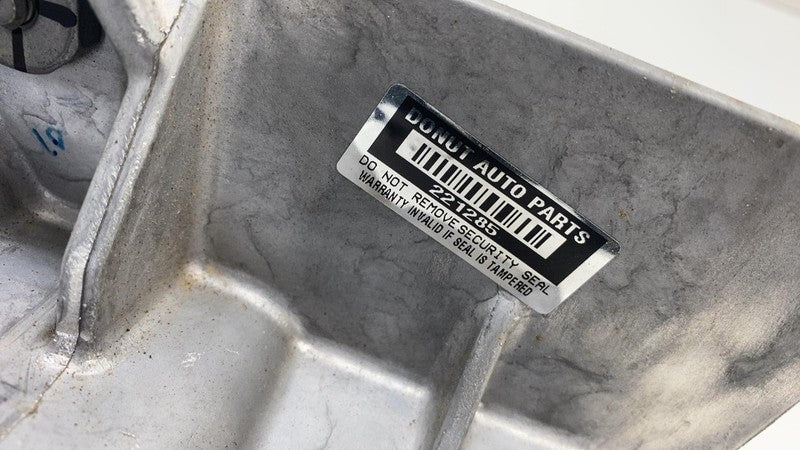 DONUT AUTO PARTS
221285
DO NOT REMOVE SECURITY SEAL
WARRANTY INVALID IF SEAL IS TAMPERED